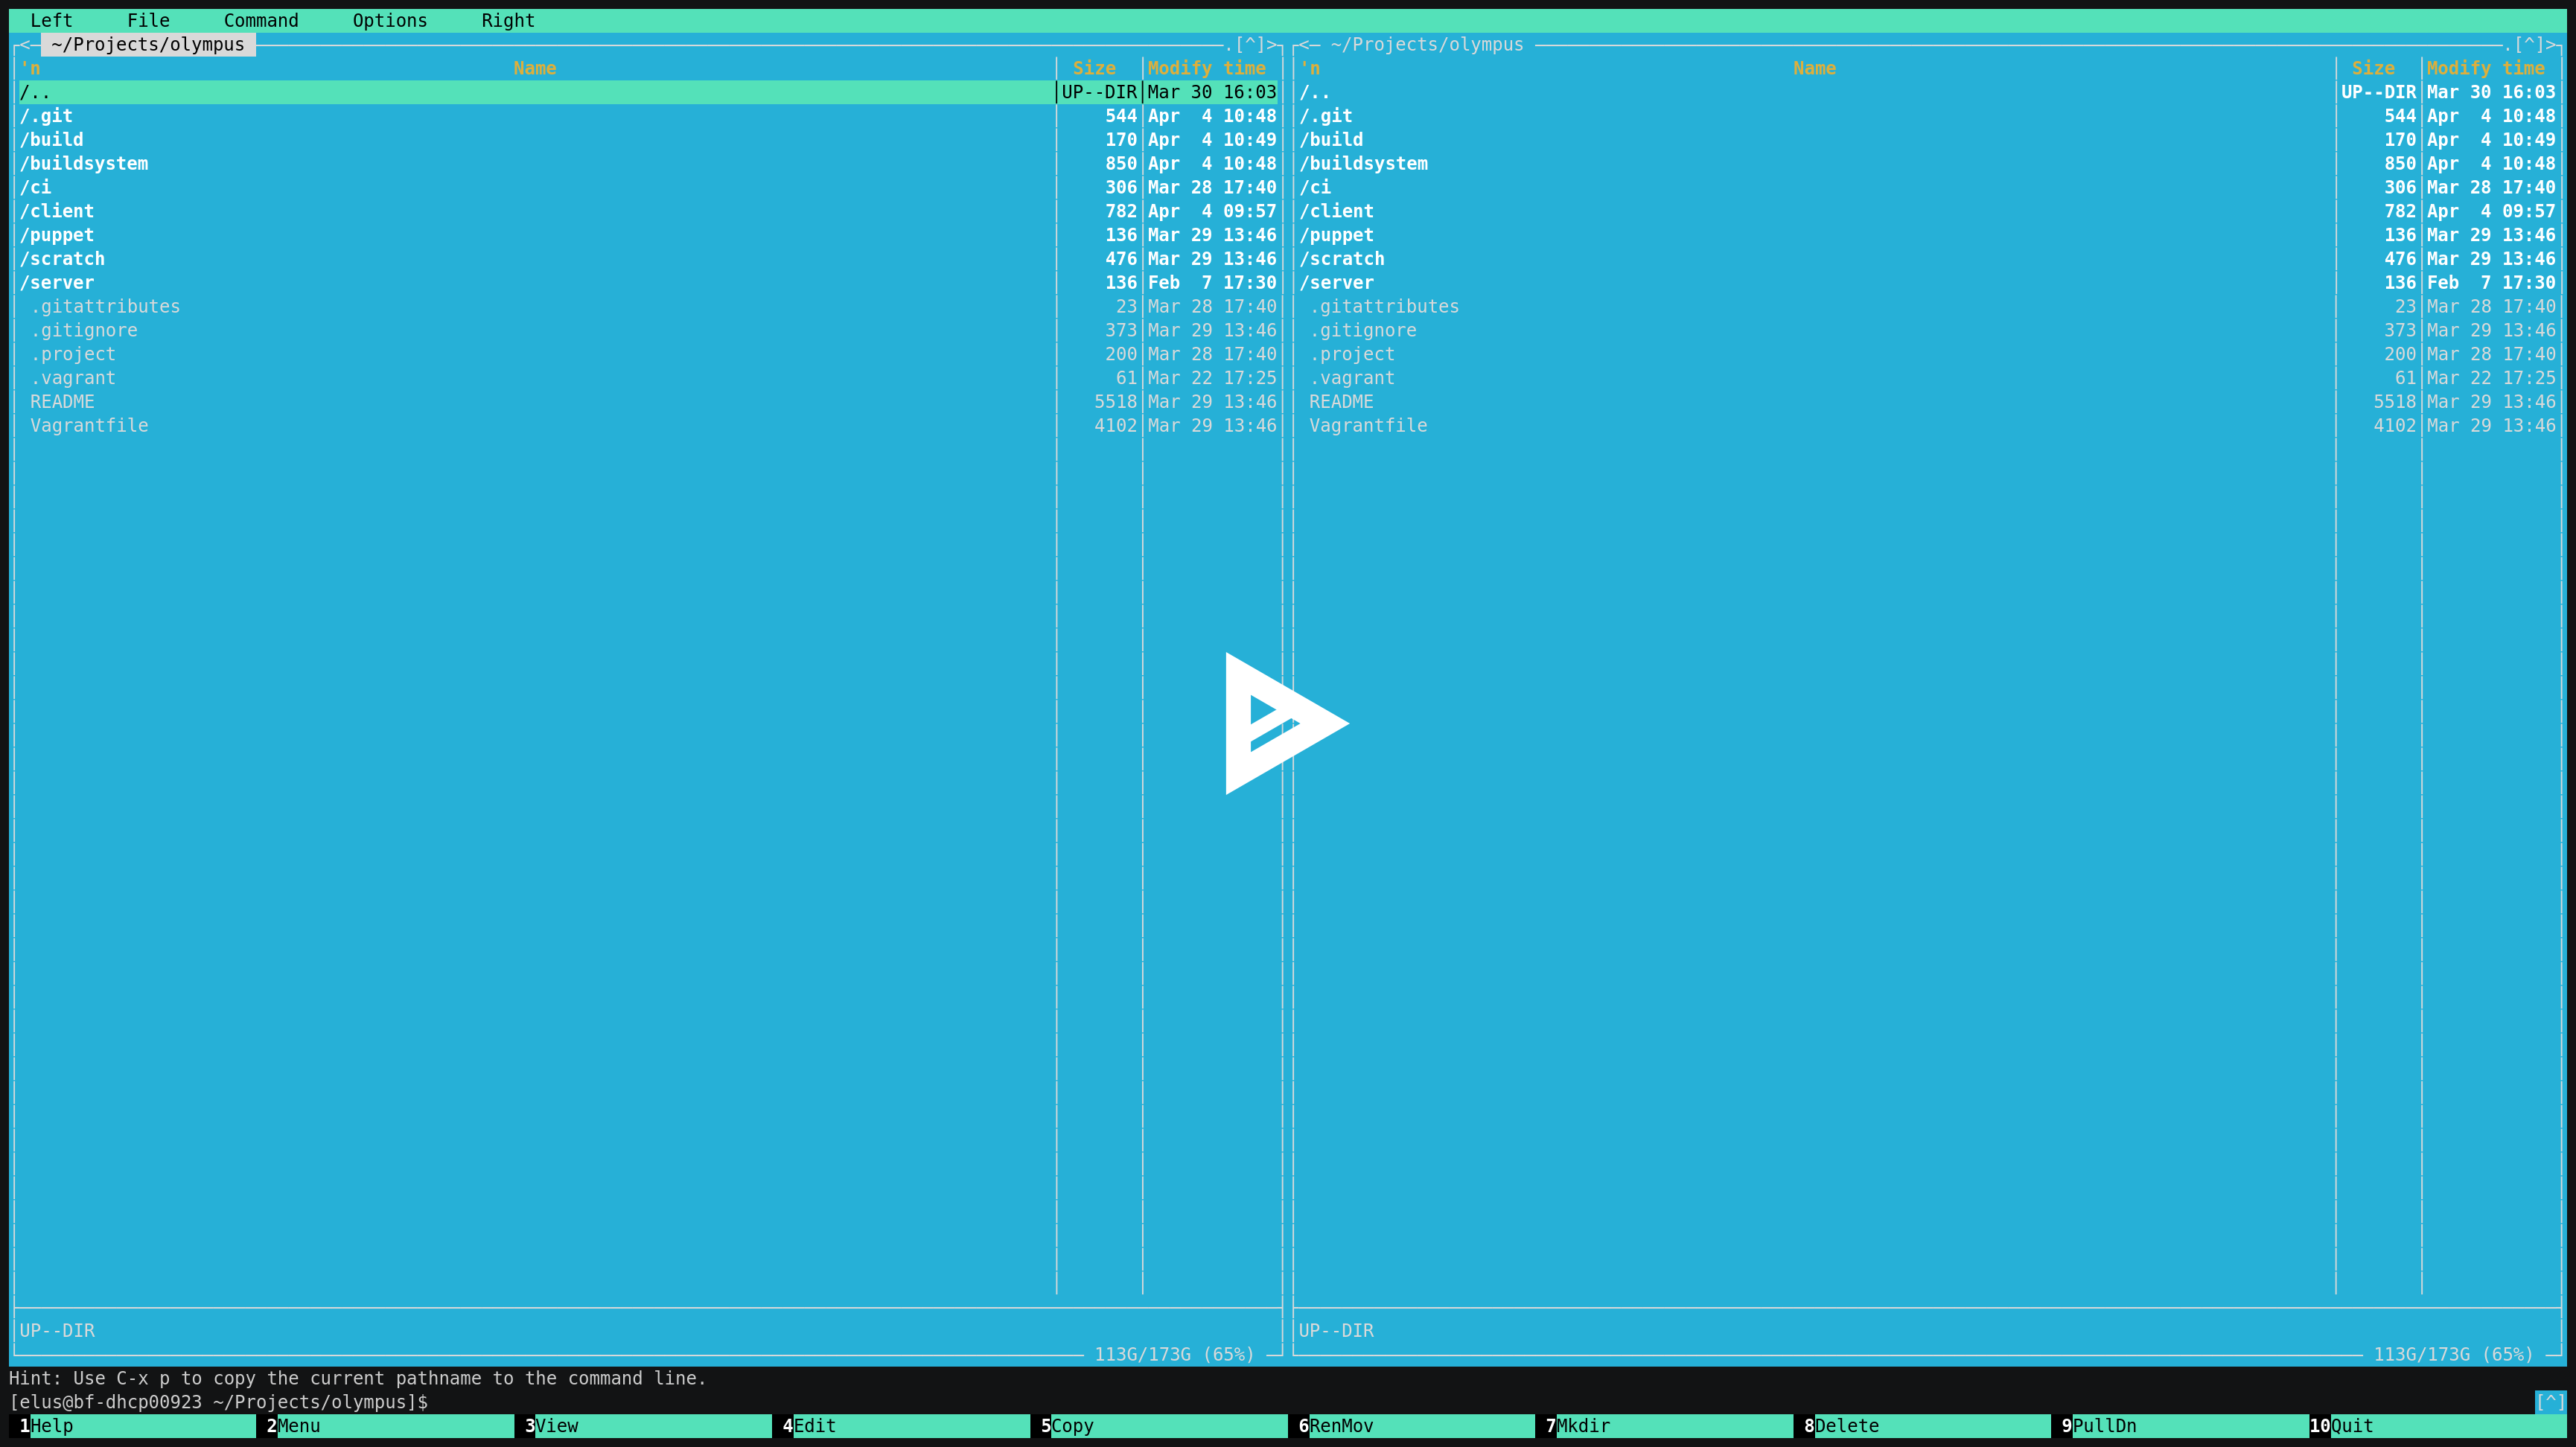 Left File Command Options Right
<─ ~/Projects/olympus .[^]> <─ ~/Projects/olympus .[^]>
'n Name Size Modify time 'n Name Size Modify time
/.. UP--DIR Mar 30 16:03 /.. UP--DIR Mar 30 16:03
/.git 544 Apr 4 10:48 /.git 544 Apr 4 10:48
/build 170 Apr 4 10:49 /build 170 Apr 4 10:49
/buildsystem 850 Apr 4 10:48 /buildsystem 850 Apr 4 10:48
/ci 306 Mar 28 17:40 /ci 306 Mar 28 17:40
/client 782 Apr 4 09:57 /client 782 Apr 4 09:57
/puppet 136 Mar 29 13:46 /puppet 136 Mar 29 13:46
/scratch 476 Mar 29 13:46 /scratch 476 Mar 29 13:46
/server 136 Feb 7 17:30 /server 136 Feb 7 17:30
.gitattributes 23 Mar 28 17:40 .gitattributes 23 Mar 28 17:40
.gitignore 373 Mar 29 13:46 .gitignore 373 Mar 29 13:46
.project 200 Mar 28 17:40 .project 200 Mar 28 17:40
.vagrant 61 Mar 22 17:25 .vagrant 61 Mar 22 17:25
README 5518 Mar 29 13:46 README 5518 Mar 29 13:46
Vagrantfile 4102 Mar 29 13:46 Vagrantfile 4102 Mar 29 13:46
UP--DIR UP--DIR
113G/173G (65%) 113G/173G (65%)
Hint: Use C-x p to copy the current pathname to the command line.
[elus@bf-dhcp00923 ~/Projects/olympus]$ [^]
1Help 2Menu 3View 4Edit 5Copy 6RenMov 7Mkdir 8Delete 9PullDn 10Quit